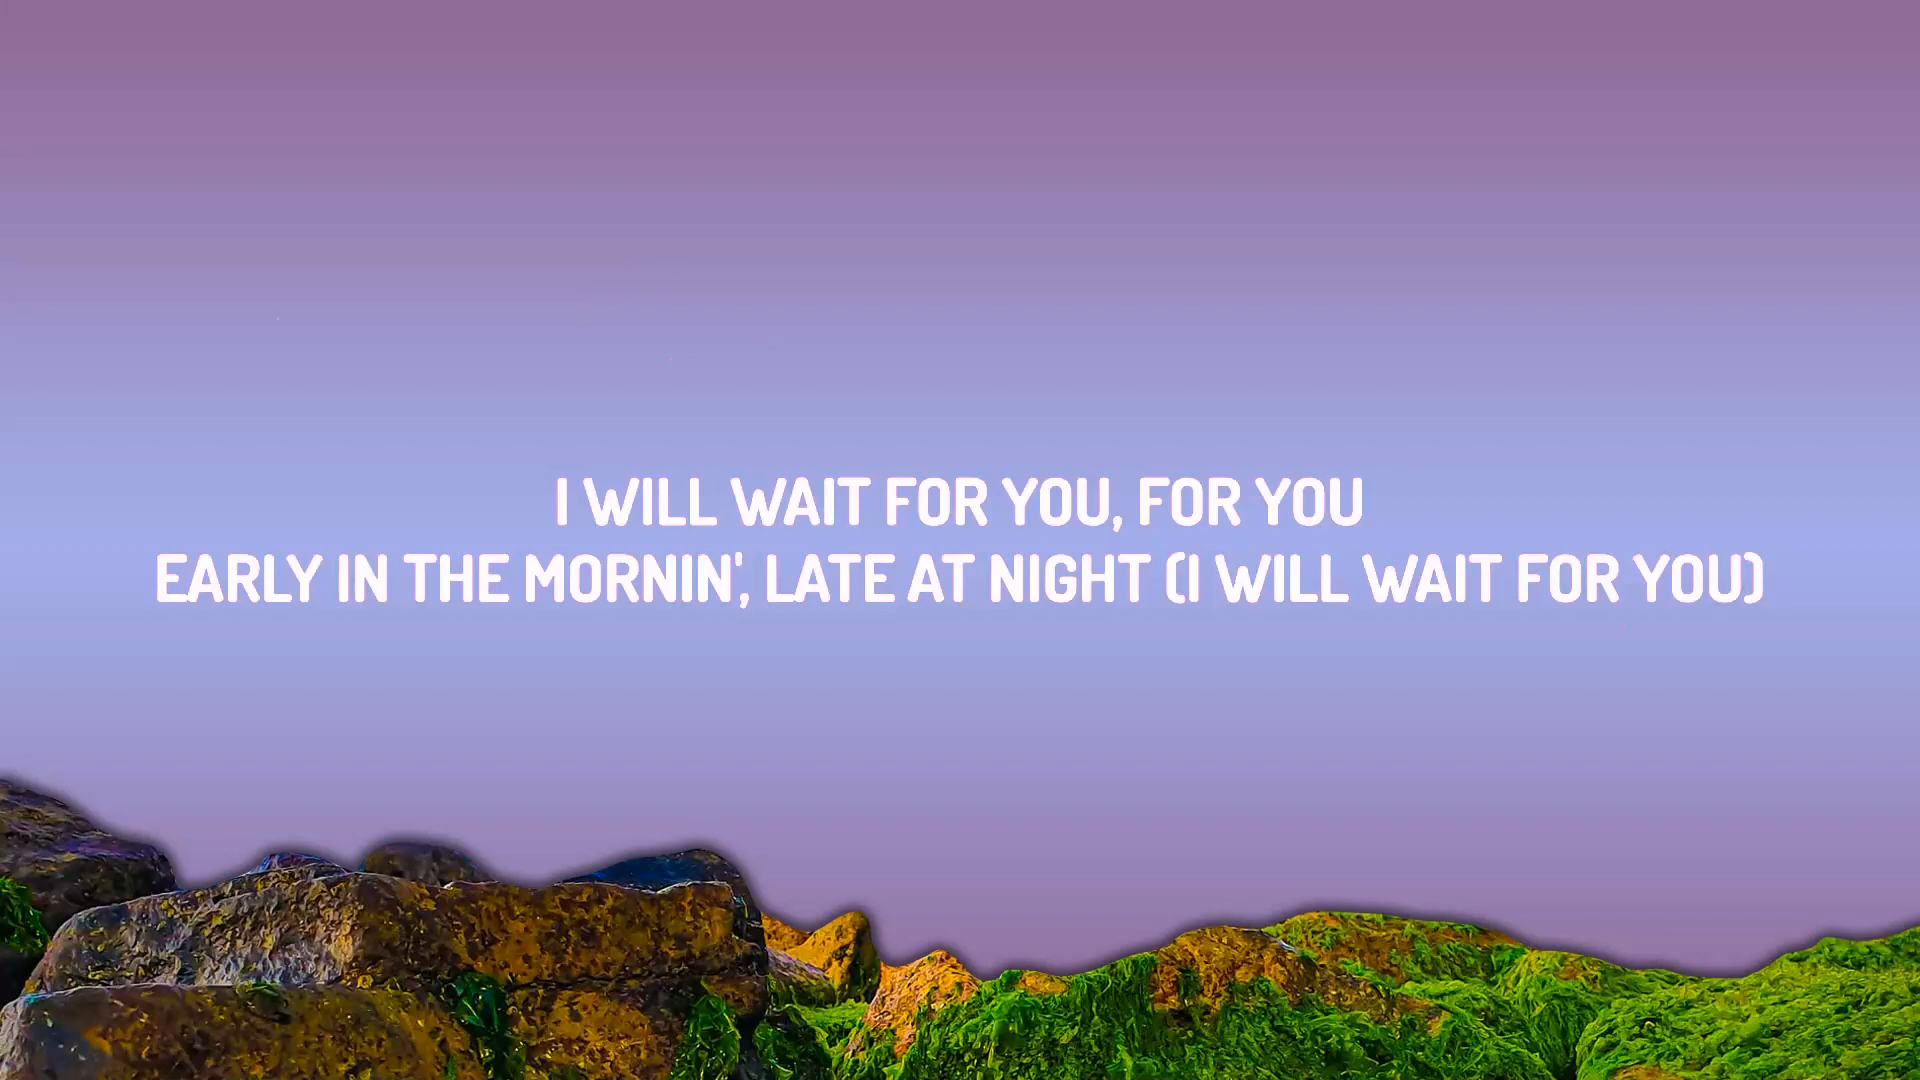 I WILL WAIT FOR YOU, FOR YOU
EARLY IN THE MORNIN', LATE AT NIGHT (I WILL WAIT FOR YOU)